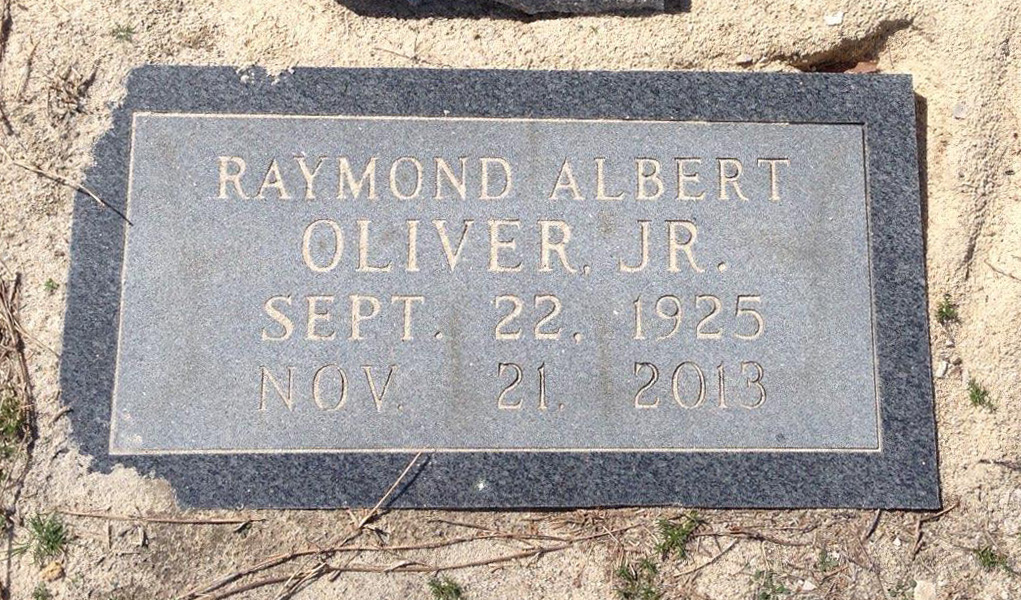 RAYMOND ALBERT
OLIVER, JR.
SEPT. 22, 1925
NOV. 21, 2013